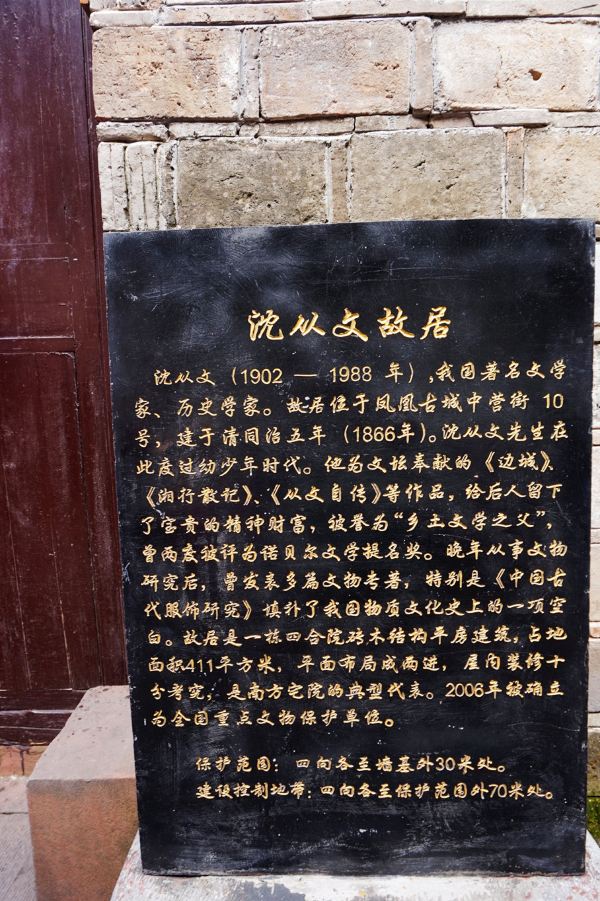 沈从文故居
沈从文（1902 — 1988 年）,我国著名文学
家、历史学家。故居位于凤凰古城中营街 10
号，建于清同治五年（1866年）。沈从文先生在
此度过幼少年时代。他为文坛奉献的《边城》、
《湘行散记》、《从文自传》等作品，给后人留下
了宝贵的精神财富，被誉为“乡土文学之父”，
曾两度被评为诺贝尔文学提名奖。晚年从事文物
研究后，曾发表多篇文物专著，特别是《中国古
代服饰研究》填补了我国物质文化史上的一项空
白。故居是一栋四合院砖木结构平房建筑，占地
面积411平方米，平面布局成两进，屋内装修十
分考究，是南方宅院的典型代表。2006年被确立
为全国重点文物保护单位。
保护范围：四向各至墙基外30米处。
建设控制地带：四向各至保护范围外70米处。